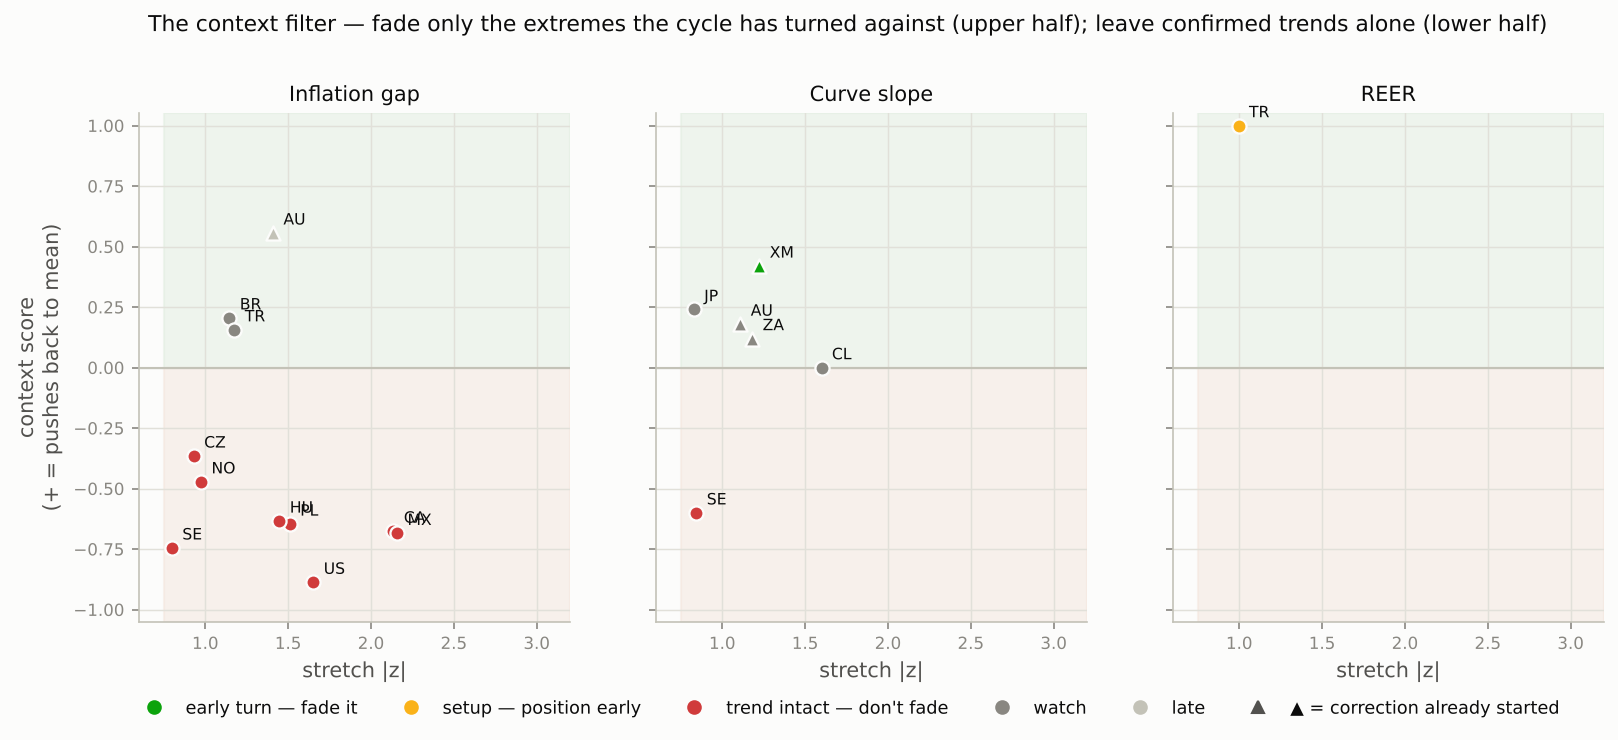 The context filter — fade only the extremes the cycle has turned against (upper half); leave confirmed trends alone (lower half)
Inflation gap
Curve slope
REER
context score
(+ = pushes back to mean)
1.00
0.75
0.50
0.25
0.00
−0.25
−0.50
−0.75
−1.00
AU
BR
TR
CZ
NO
HU
PL
CA
MX
SE
US
XM
JP
AU
ZA
CL
SE
TR
1.0 1.5 2.0 2.5 3.0
1.0 1.5 2.0 2.5 3.0
1.0 1.5 2.0 2.5 3.0
stretch |z|
stretch |z|
stretch |z|
early turn — fade it
setup — position early
trend intact — don't fade
watch
late
▲ = correction already started